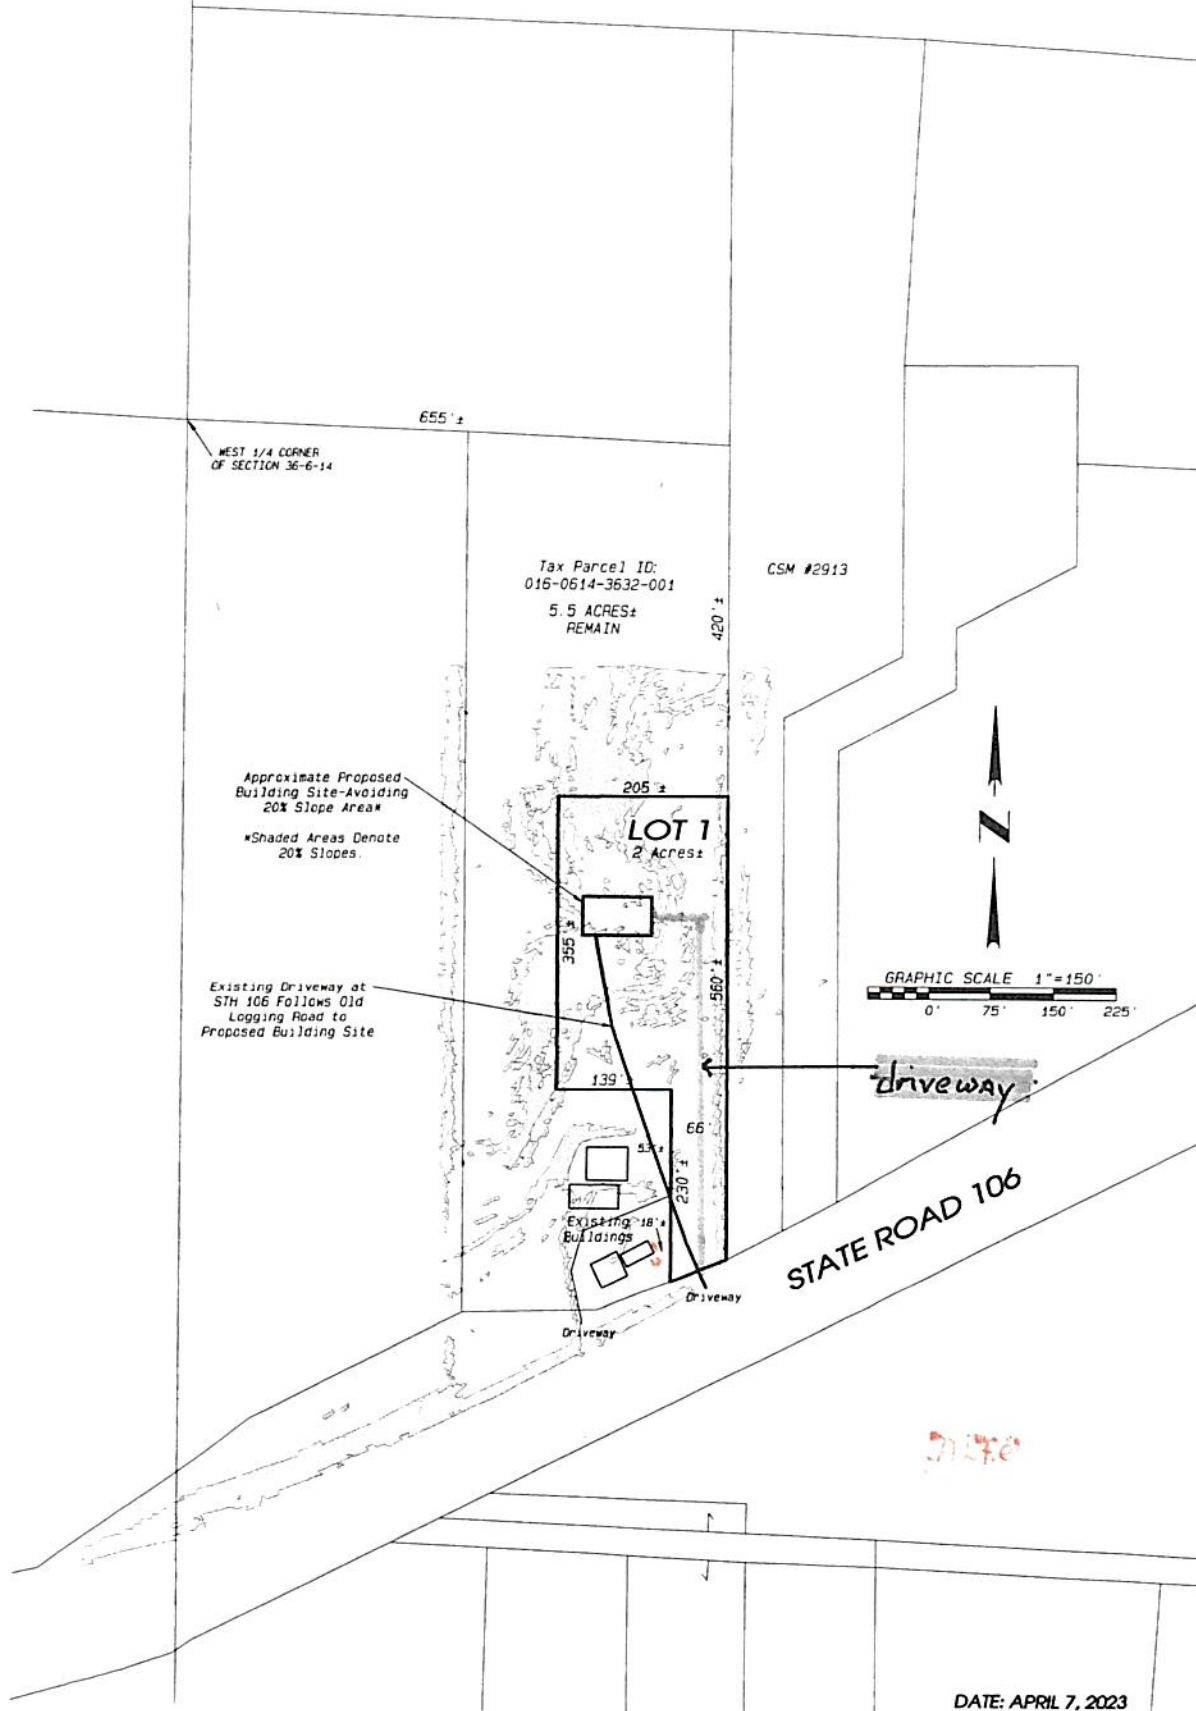 655'±
WEST 1/4 CORNER
OF SECTION 36-6-14
Tax Parcel ID:
016-0614-3632-001
5.5 ACRES±
REMAIN
CSM #2913
420'±
Approximate Proposed
Building Site-Avoiding
20% Slope Area*
*Shaded Areas Denote
20% Slopes.
205'±
LOT 1
2 Acres±
N
355'±
560'±
GRAPHIC SCALE 1"=150'
0' 75' 150' 225'
Existing Driveway at
STH 106 Follows Old
Logging Road to
Proposed Building Site
driveway
139'±
66'
53'±
230'±
Existing
Buildings
18'±
STATE ROAD 106
Driveway
Driveway
DATE: APRIL 7, 2023